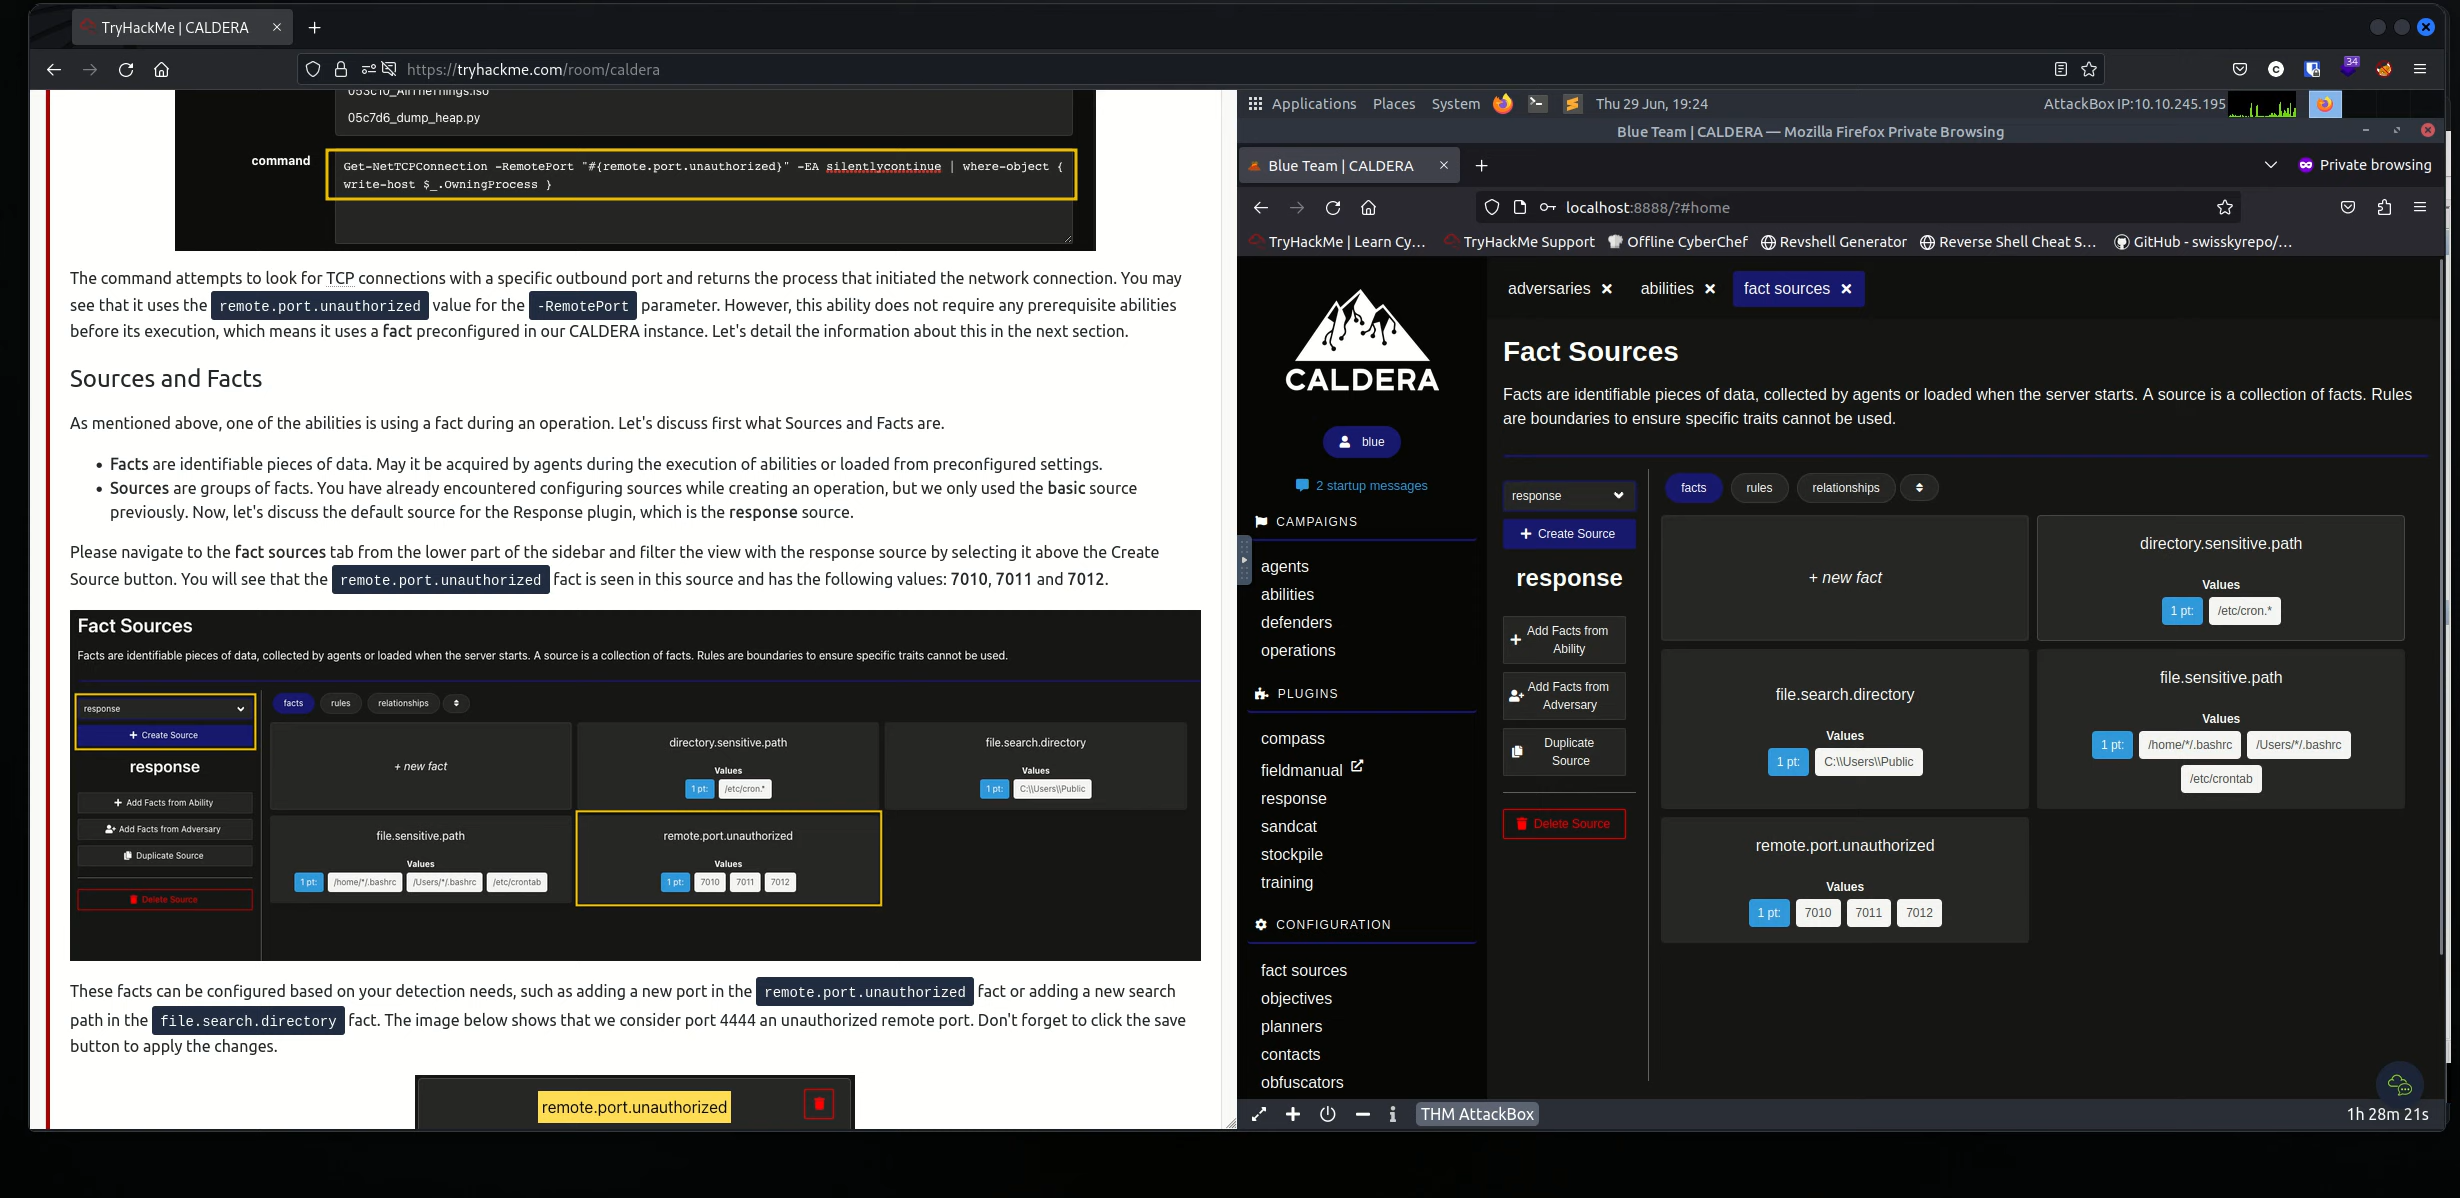 TryHackMe | CALDERA
https://tryhackme.com/room/caldera
34
053c10_AllTheThings.iso
05c7d6_dump_heap.py
command
Get-NetTCPConnection -RemotePort "#{remote.port.unauthorized}" -EA silentlycontinue | where-object {
write-host $_.OwningProcess }
The command attempts to look for TCP connections with a specific outbound port and returns the process that initiated the network connection. You may
see that it uses the remote.port.unauthorized value for the -RemotePort parameter. However, this ability does not require any prerequisite abilities
before its execution, which means it uses a fact preconfigured in our CALDERA instance. Let's detail the information about this in the next section.
Sources and Facts
As mentioned above, one of the abilities is using a fact during an operation. Let's discuss first what Sources and Facts are.
• Facts are identifiable pieces of data. May it be acquired by agents during the execution of abilities or loaded from preconfigured settings.
• Sources are groups of facts. You have already encountered configuring sources while creating an operation, but we only used the basic source
previously. Now, let's discuss the default source for the Response plugin, which is the response source.
Please navigate to the fact sources tab from the lower part of the sidebar and filter the view with the response source by selecting it above the Create
Source button. You will see that the remote.port.unauthorized fact is seen in this source and has the following values: 7010, 7011 and 7012.
Fact Sources
Facts are identifiable pieces of data, collected by agents or loaded when the server starts. A source is a collection of facts. Rules are boundaries to ensure specific traits cannot be used.
response
+ Create Source
response
+ Add Facts from Ability
Add Facts from Adversary
Duplicate Source
Delete Source
facts rules relationships
+ new fact
directory.sensitive.path
Values
1 pt: /etc/cron.*
file.search.directory
Values
1 pt: C:\\Users\\Public
file.sensitive.path
Values
1 pt: /home/*/.bashrc /Users/*/.bashrc /etc/crontab
remote.port.unauthorized
Values
1 pt: 7010 7011 7012
These facts can be configured based on your detection needs, such as adding a new port in the remote.port.unauthorized fact or adding a new search
path in the file.search.directory fact. The image below shows that we consider port 4444 an unauthorized remote port. Don't forget to click the save
button to apply the changes.
remote.port.unauthorized
Applications Places System Thu 29 Jun, 19:24 AttackBox IP:10.10.245.195
Blue Team | CALDERA — Mozilla Firefox Private Browsing
Blue Team | CALDERA Private browsing
localhost:8888/?#home
TryHackMe | Learn Cy… TryHackMe Support Offline CyberChef Revshell Generator Reverse Shell Cheat S… GitHub - swisskyrepo/…
CALDERA
blue
2 startup messages
CAMPAIGNS
agents
abilities
defenders
operations
PLUGINS
compass
fieldmanual
response
sandcat
stockpile
training
CONFIGURATION
fact sources
objectives
planners
contacts
obfuscators
adversaries abilities fact sources
Fact Sources
Facts are identifiable pieces of data, collected by agents or loaded when the server starts. A source is a collection of facts. Rules
are boundaries to ensure specific traits cannot be used.
response
+ Create Source
response
+ Add Facts from
Ability
Add Facts from
Adversary
Duplicate
Source
Delete Source
facts rules relationships
+ new fact
directory.sensitive.path
Values
1 pt: /etc/cron.*
file.search.directory
Values
1 pt: C:\\Users\\Public
file.sensitive.path
Values
1 pt: /home/*/.bashrc /Users/*/.bashrc
/etc/crontab
remote.port.unauthorized
Values
1 pt: 7010 7011 7012
THM AttackBox
1h 28m 21s